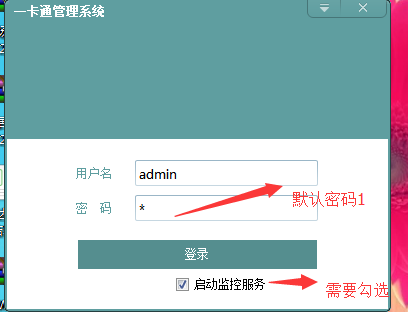 一卡通管理系统
用户名 admin
密 码 *
默认密码1
登录
启动监控服务
需要勾选